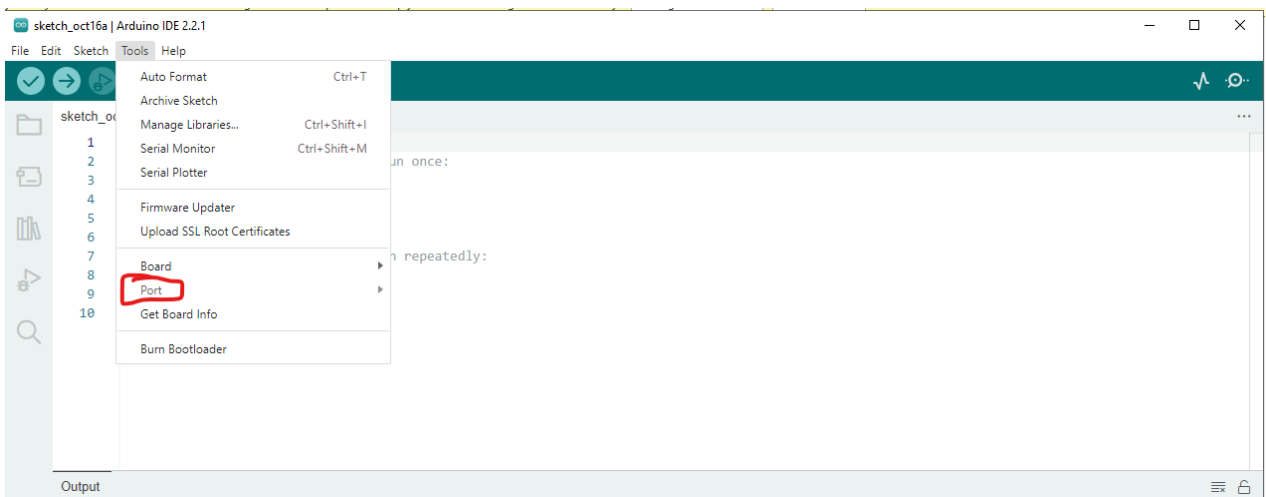 sketch_oct16a | Arduino IDE 2.2.1
File Edit Sketch Tools Help
Auto Format Ctrl+T
Archive Sketch
Manage Libraries... Ctrl+Shift+I
Serial Monitor Ctrl+Shift+M
Serial Plotter
Firmware Updater
Upload SSL Root Certificates
Board
Port
Get Board Info
Burn Bootloader
sketch_oc
1
2 un once:
3
4
5
6
7 n repeatedly:
8
9
10
Output